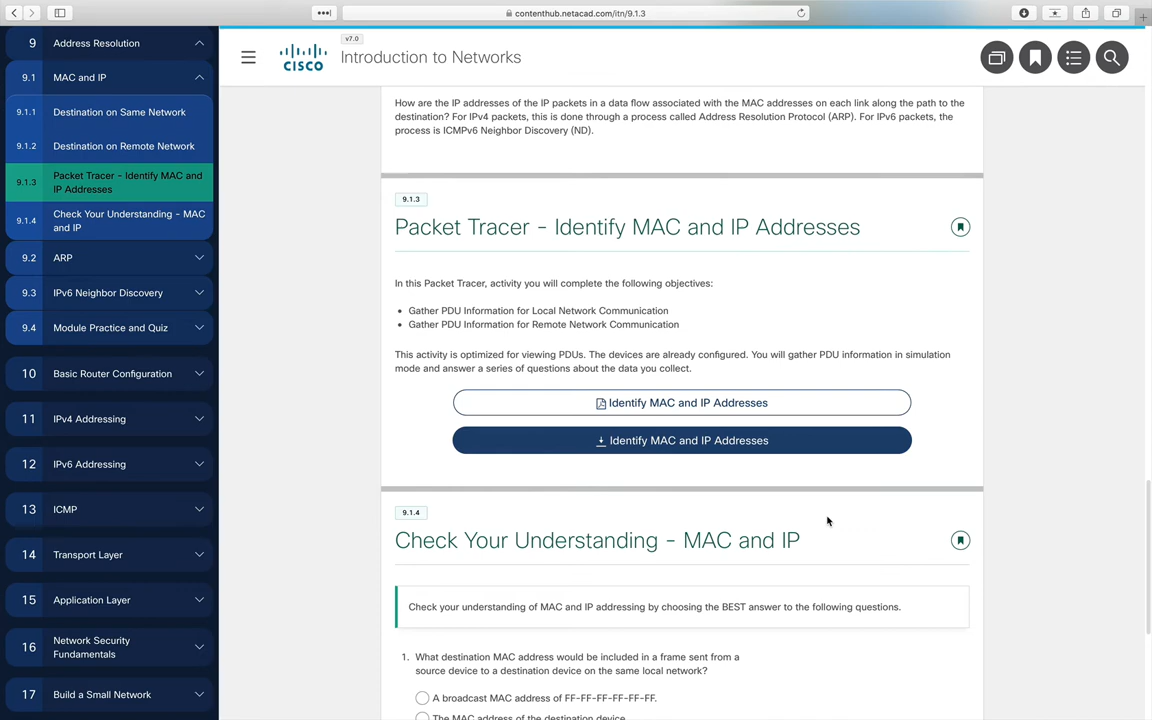 contenthub.netacad.com/itn/9.1.3
9 Address Resolution
9.1 MAC and IP
9.1.1 Destination on Same Network
9.1.2 Destination on Remote Network
9.1.3 Packet Tracer - Identify MAC and
IP Addresses
9.1.4 Check Your Understanding - MAC
and IP
9.2 ARP
9.3 IPv6 Neighbor Discovery
9.4 Module Practice and Quiz
10 Basic Router Configuration
11 IPv4 Addressing
12 IPv6 Addressing
13 ICMP
14 Transport Layer
15 Application Layer
16 Network Security
Fundamentals
17 Build a Small Network
CISCO
v7.0
Introduction to Networks
How are the IP addresses of the IP packets in a data flow associated with the MAC addresses on each link along the path to the
destination? For IPv4 packets, this is done through a process called Address Resolution Protocol (ARP). For IPv6 packets, the
process is ICMPv6 Neighbor Discovery (ND).
9.1.3
Packet Tracer - Identify MAC and IP Addresses
In this Packet Tracer, activity you will complete the following objectives:
• Gather PDU Information for Local Network Communication
• Gather PDU Information for Remote Network Communication
This activity is optimized for viewing PDUs. The devices are already configured. You will gather PDU information in simulation
mode and answer a series of questions about the data you collect.
Identify MAC and IP Addresses
Identify MAC and IP Addresses
9.1.4
Check Your Understanding - MAC and IP
Check your understanding of MAC and IP addressing by choosing the BEST answer to the following questions.
1. What destination MAC address would be included in a frame sent from a
source device to a destination device on the same local network?
A broadcast MAC address of FF-FF-FF-FF-FF-FF.
The MAC address of the destination device.